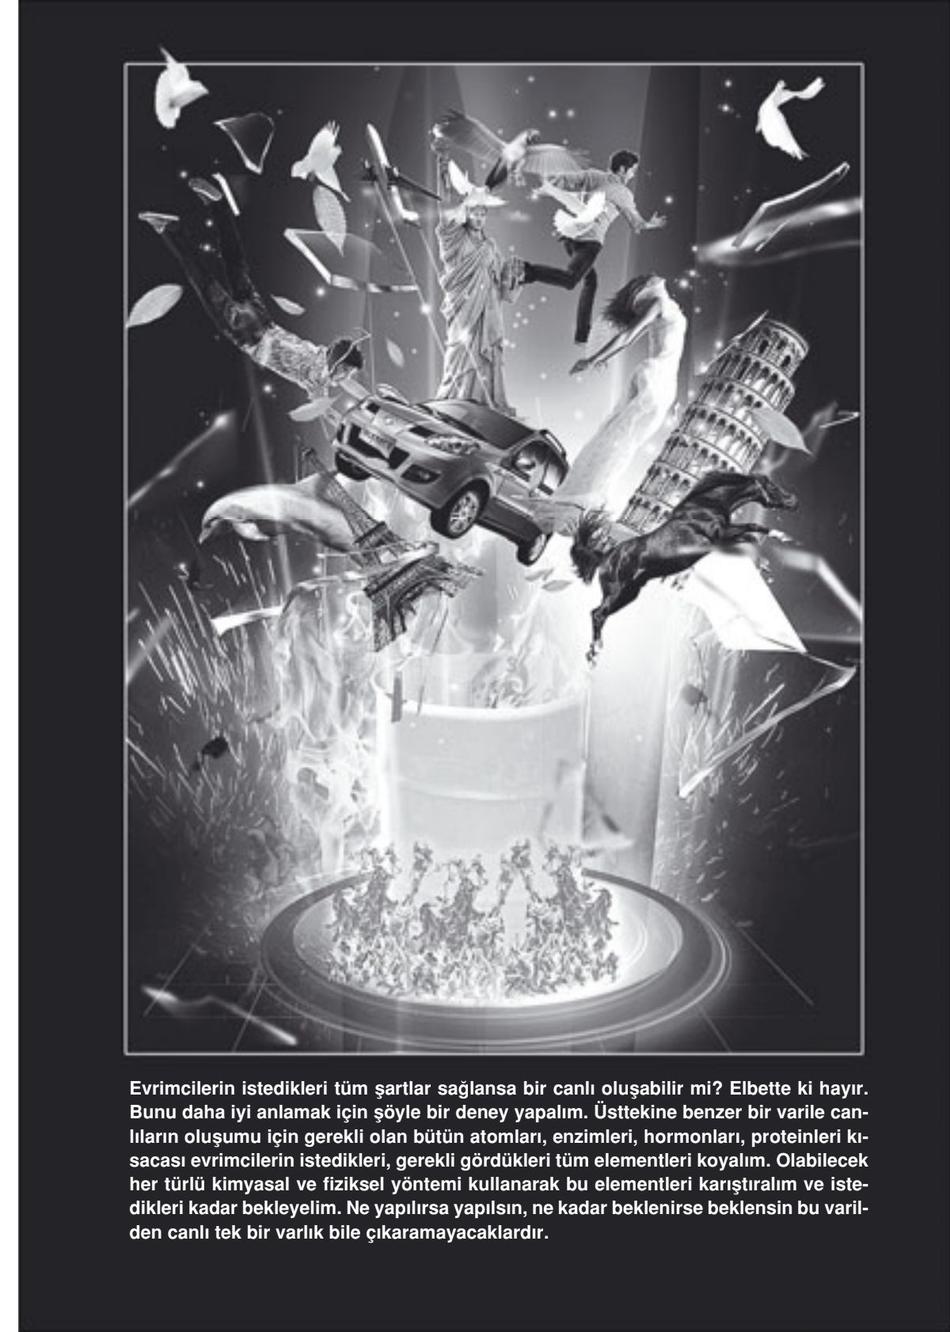 Evrimcilerin istedikleri tüm şartlar sağlansa bir canlı oluşabilir mi? Elbette ki hayır.
Bunu daha iyi anlamak için şöyle bir deney yapalım. Üsttekine benzer bir varile can-
lıların oluşumu için gerekli olan bütün atomları, enzimleri, hormonları, proteinleri kı-
sacası evrimcilerin istedikleri, gerekli gördükleri tüm elementleri koyalım. Olabilecek
her türlü kimyasal ve fiziksel yöntemi kullanarak bu elementleri karıştıralım ve iste-
dikleri kadar bekleyelim. Ne yapılırsa yapılsın, ne kadar beklenirse beklensin bu varil-
den canlı tek bir varlık bile çıkaramayacaklardır.